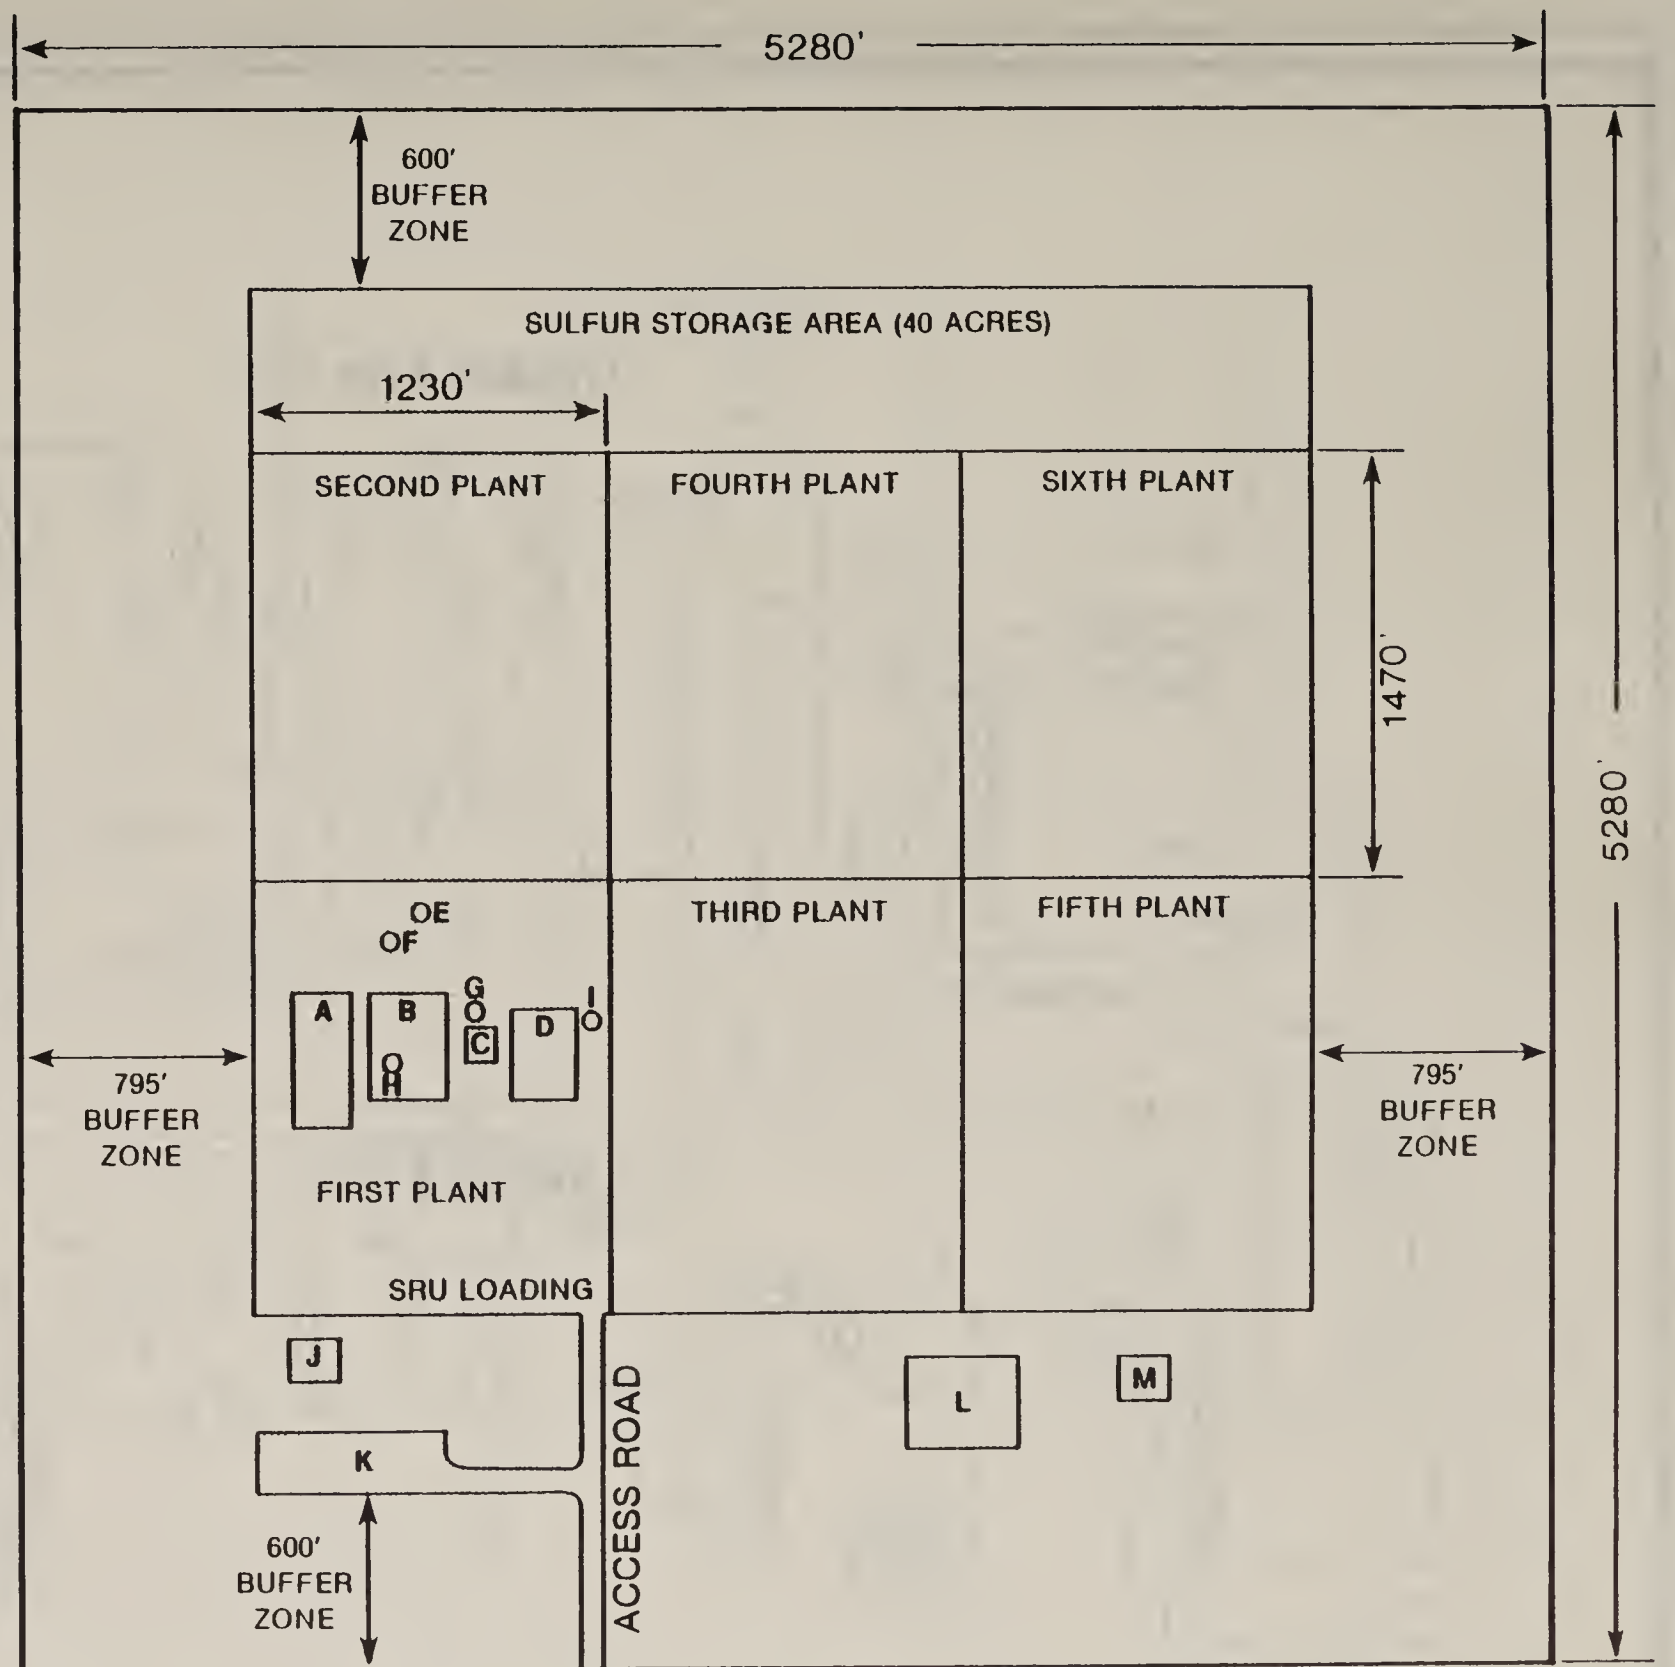 5280'
600'
BUFFER
ZONE
SULFUR STORAGE AREA (40 ACRES)
1230'
SECOND PLANT
FOURTH PLANT
SIXTH PLANT
1470'
5280'
OE
OF
THIRD PLANT
FIFTH PLANT
A
B
G
O
C
D
I
O
O
H
795'
BUFFER
ZONE
795'
BUFFER
ZONE
FIRST PLANT
SRU LOADING
J
K
L
M
ACCESS ROAD
600'
BUFFER
ZONE